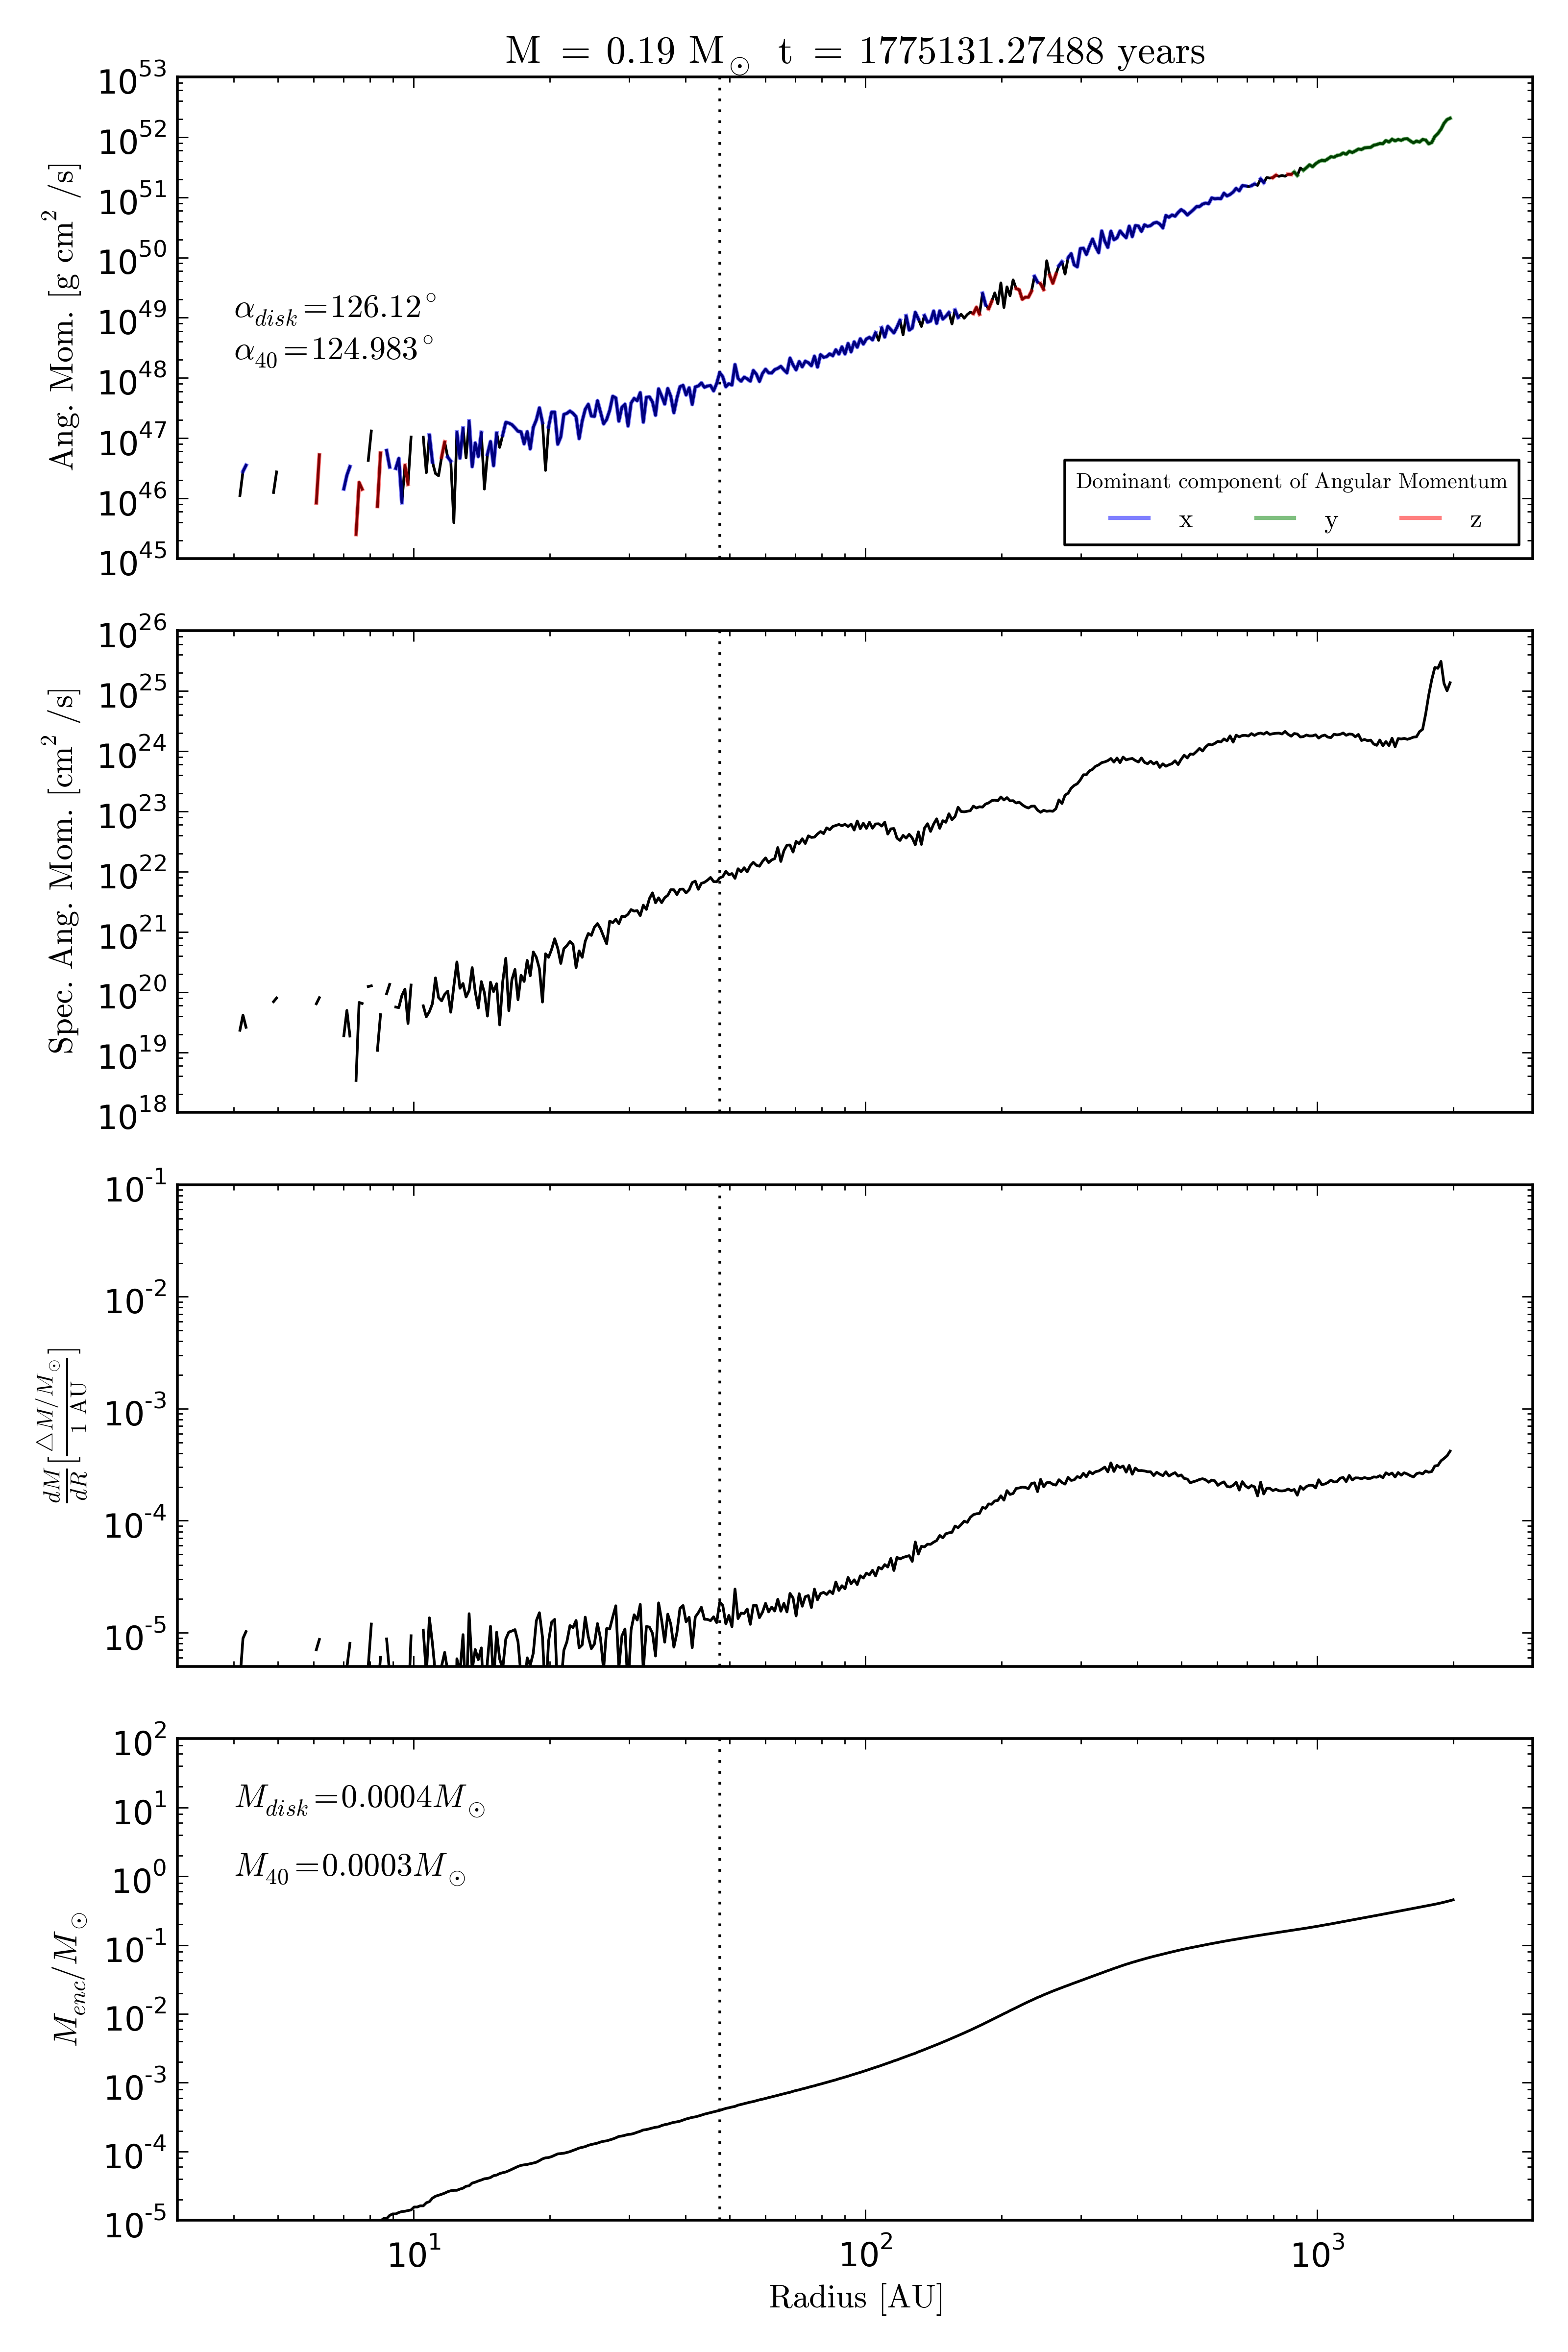 M = 0.19 M⊙ t = 1775131.27488 years
10^53
10^52
10^51
10^50
10^49
10^48
10^47
10^46
10^45
Ang. Mom. [g cm^2 /s]
α_disk=126.12°
α_40=124.983°
Dominant component of Angular Momentum
x y z
10^26
10^25
10^24
10^23
10^22
10^21
10^20
10^19
10^18
Spec. Ang. Mom. [cm^2 /s]
10^-1
10^-2
10^-3
10^-4
10^-5
dM/dR [△M/M⊙ / 1 AU]
10^2
10^1
10^0
10^-1
10^-2
10^-3
10^-4
10^-5
M_enc/M⊙
M_disk=0.0004M⊙
M_40=0.0003M⊙
10^1 10^2 10^3
Radius [AU]